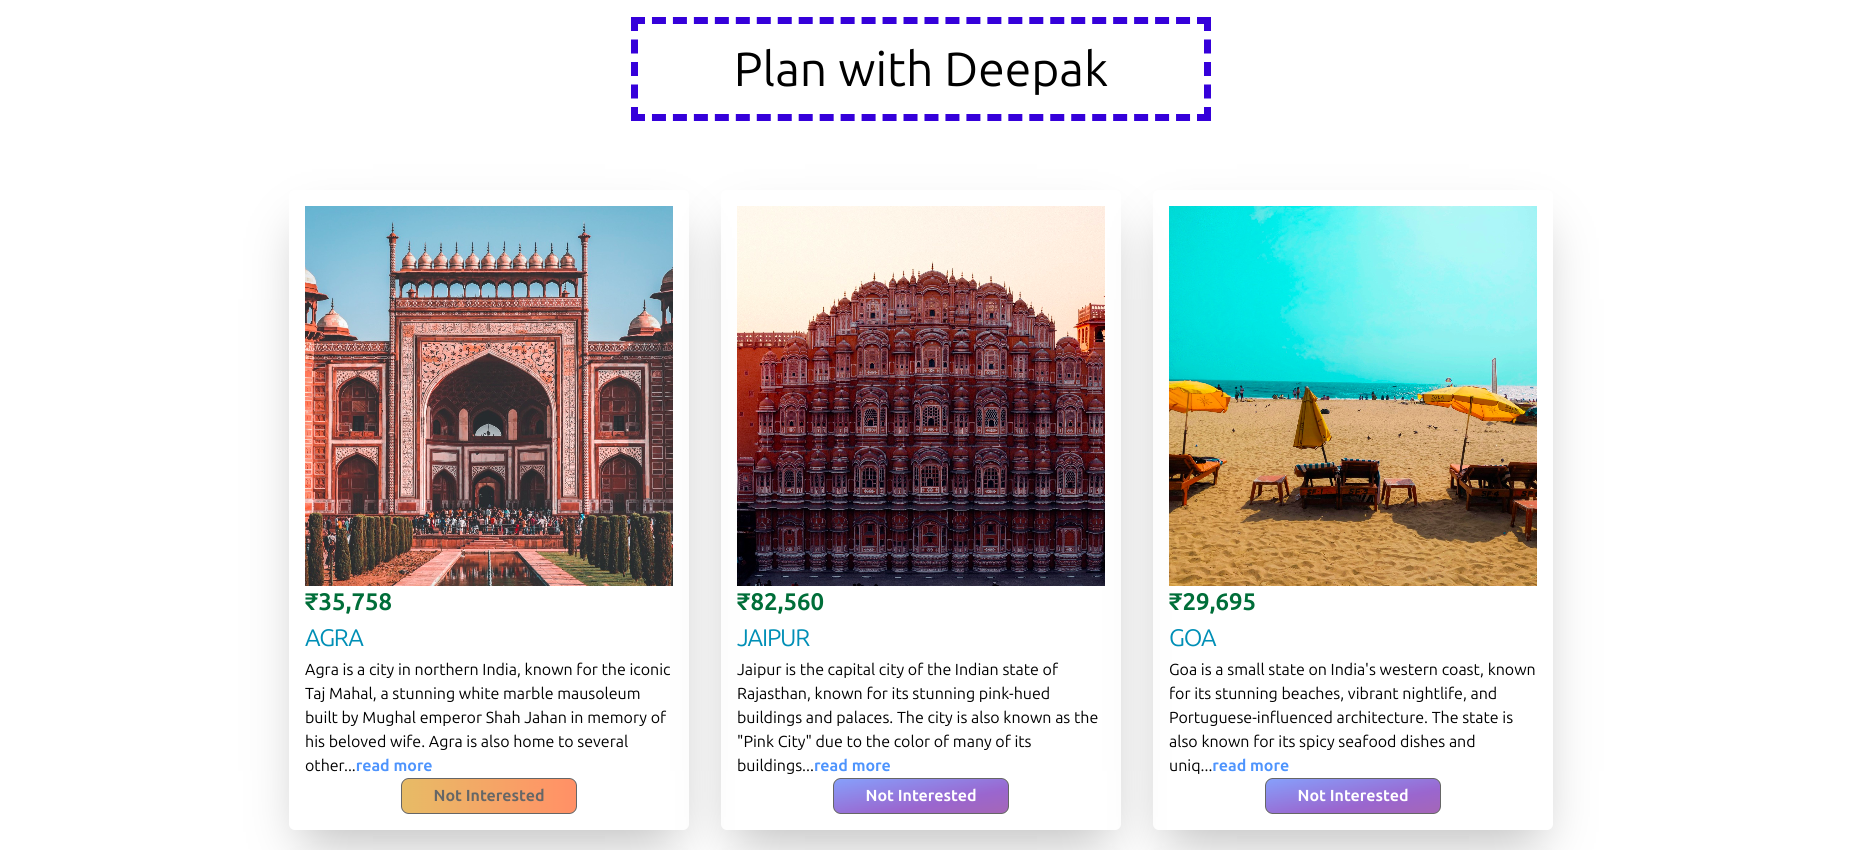 Plan with Deepak
₹35,758
AGRA
Agra is a city in northern India, known for the iconic
Taj Mahal, a stunning white marble mausoleum
built by Mughal emperor Shah Jahan in memory of
his beloved wife. Agra is also home to several
other...read more
Not Interested
₹82,560
JAIPUR
Jaipur is the capital city of the Indian state of
Rajasthan, known for its stunning pink-hued
buildings and palaces. The city is also known as the
"Pink City" due to the color of many of its
buildings...read more
Not Interested
₹29,695
GOA
Goa is a small state on India's western coast, known
for its stunning beaches, vibrant nightlife, and
Portuguese-influenced architecture. The state is
also known for its spicy seafood dishes and
uniq...read more
Not Interested